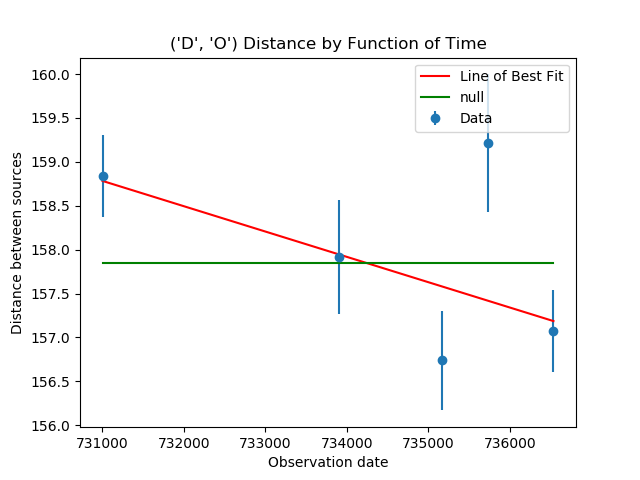 ('D', 'O') Distance by Function of Time
Line of Best Fit
null
Data
Distance between sources
160.0
159.5
159.0
158.5
158.0
157.5
157.0
156.5
156.0
731000 732000 733000 734000 735000 736000
Observation date